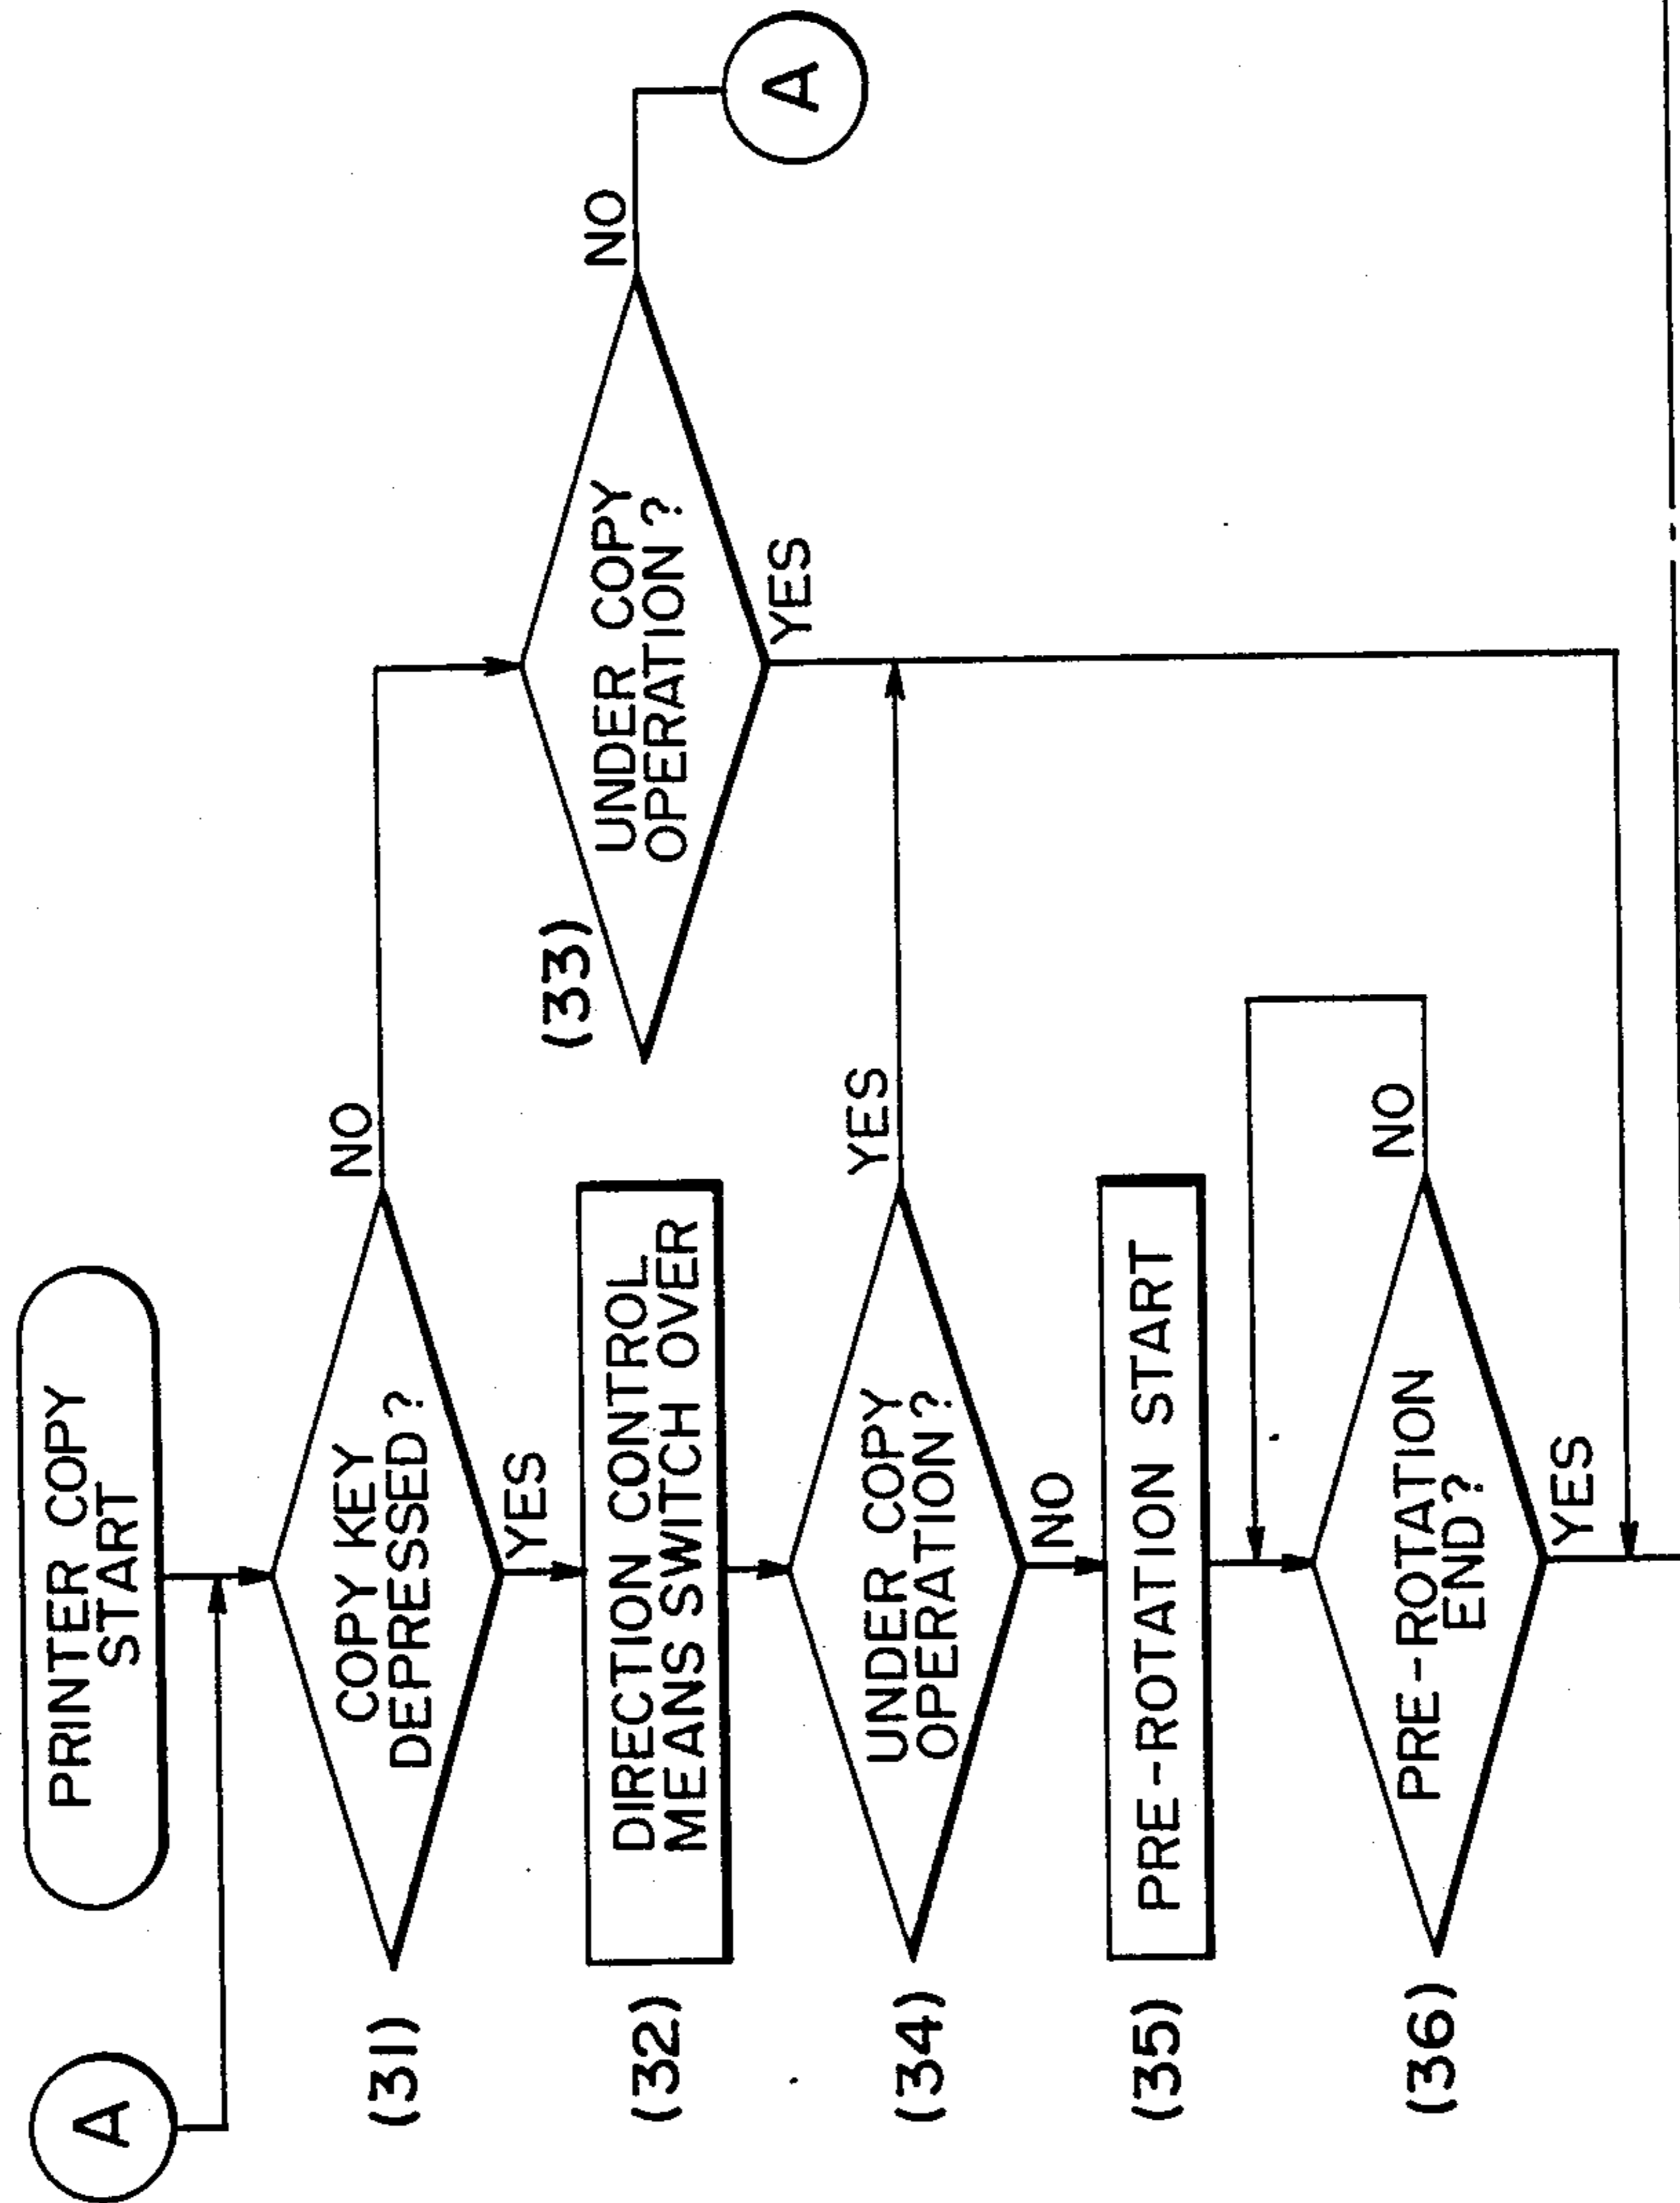 A
PRINTER COPY
START
(31)
COPY KEY
DEPRESSED?
NO
YES
(32)
DIRECTION CONTROL
MEANS SWITCH OVER
(33)
UNDER COPY
OPERATION?
NO
A
YES
(34)
UNDER COPY
OPERATION?
YES
NO
(35)
PRE-ROTATION START
(36)
PRE-ROTATION
END?
NO
YES